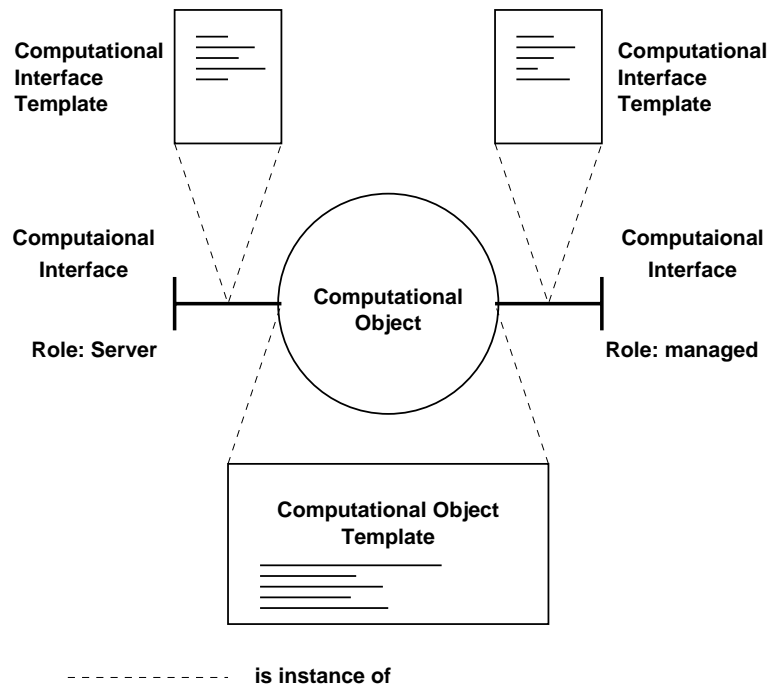 Computational
Interface
Template
Computational
Interface
Template
Computaional
Interface
Computaional
Interface
Computational
Object
Role: Server
Role: managed
Computational Object
Template
is instance of